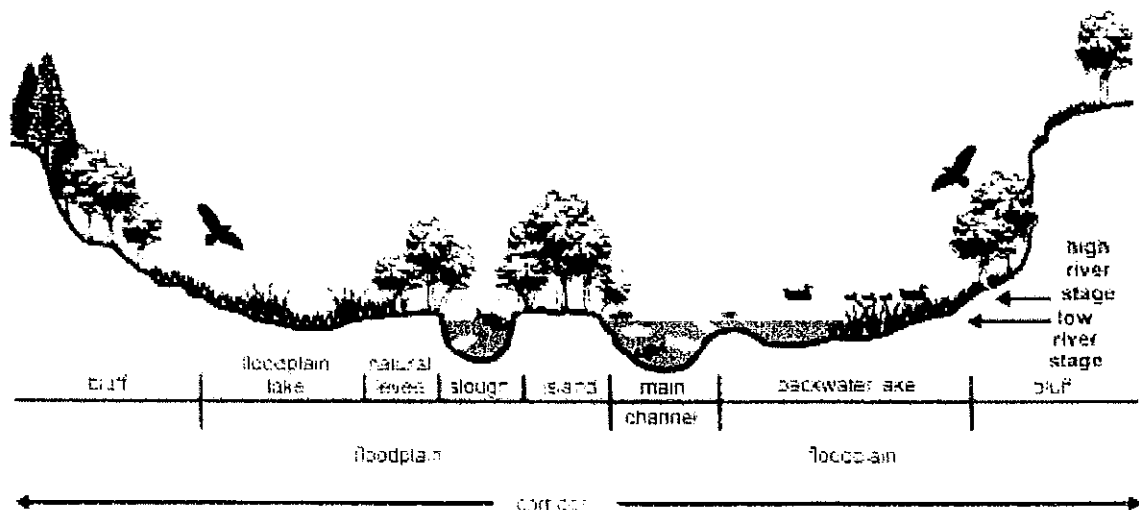 high
river
stage
low
river
stage
bluff
floodplain
lake
natural
levee
slough
island
main
channel
backwater lake
bluff
floodplain
floodplain
corridor